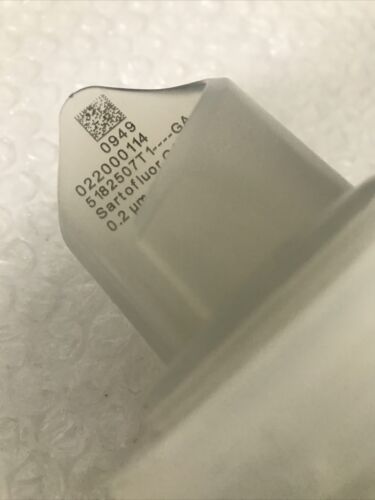 0949
022000114
5182507T1----GA
Sartofluor
0.2 µm